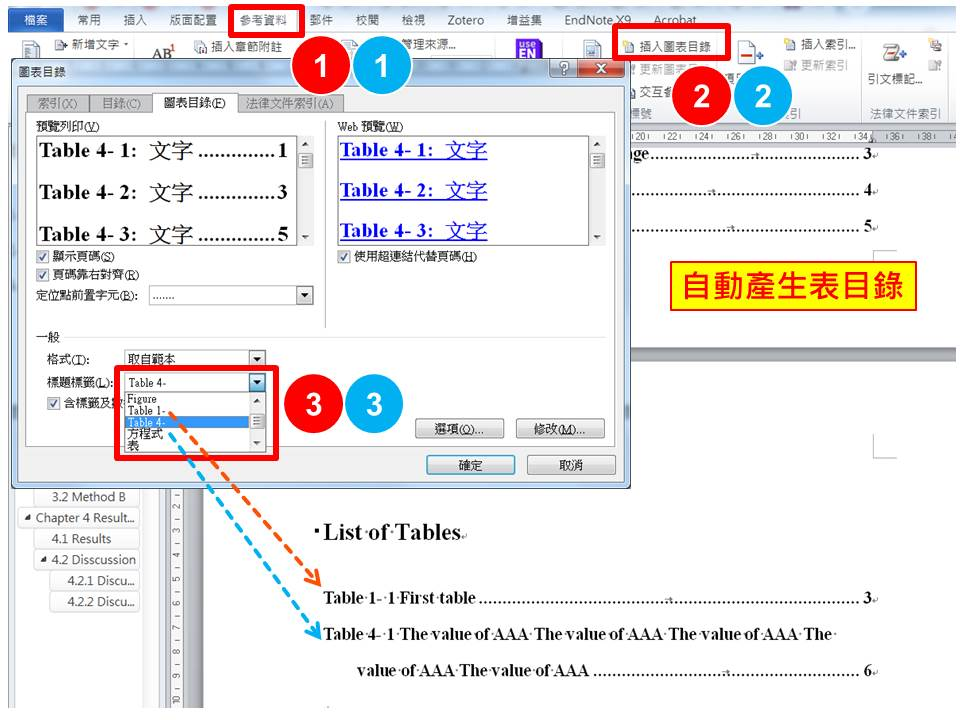 檔案 常用 插入 版面配置 參考資料 郵件 校閱 檢視 Zotero 增益集 EndNote X9 Acrobat
新增文字 AB1 插入章節附註 管理來源... 插入圖表目錄 插入索引... 引文標記...
更新索引
交互參
標號 法律文件索引
1 1
2 2
圖表目錄
索引(X) 目錄(C) 圖表目錄(F) 法律文件索引(A)
預覽列印(V) Web 預覽(W)
Table 4- 1: 文字 ..............1 Table 4- 1: 文字
Table 4- 2: 文字 ..............3 Table 4- 2: 文字
Table 4- 3: 文字 ..............5 Table 4- 3: 文字
顯示頁碼(S) 使用超連結代替頁碼(H)
頁碼靠右對齊(R)
定位點前置字元(B): .......
一般
格式(T): 取自範本
標題標籤(L): Table 4-
含標籤及數
Figure
Table 1-
Table 4-
方程式
表
3 3
選項(O)... 修改(M)...
確定 取消
|20| |22| |24| |26| |28| |30| |32| |34 |36| |38|
3
4
5
自動產生表目錄
3.2 Method B
Chapter 4 Result...
4.1 Results
4.2 Disscussion
4.2.1 Discu...
4.2.2 Discu...
List of Tables
Table 1- 1 First table ........ 3
Table 4- 1 The value of AAA The value of AAA The value of AAA The
value of AAA The value of AAA ........ 6